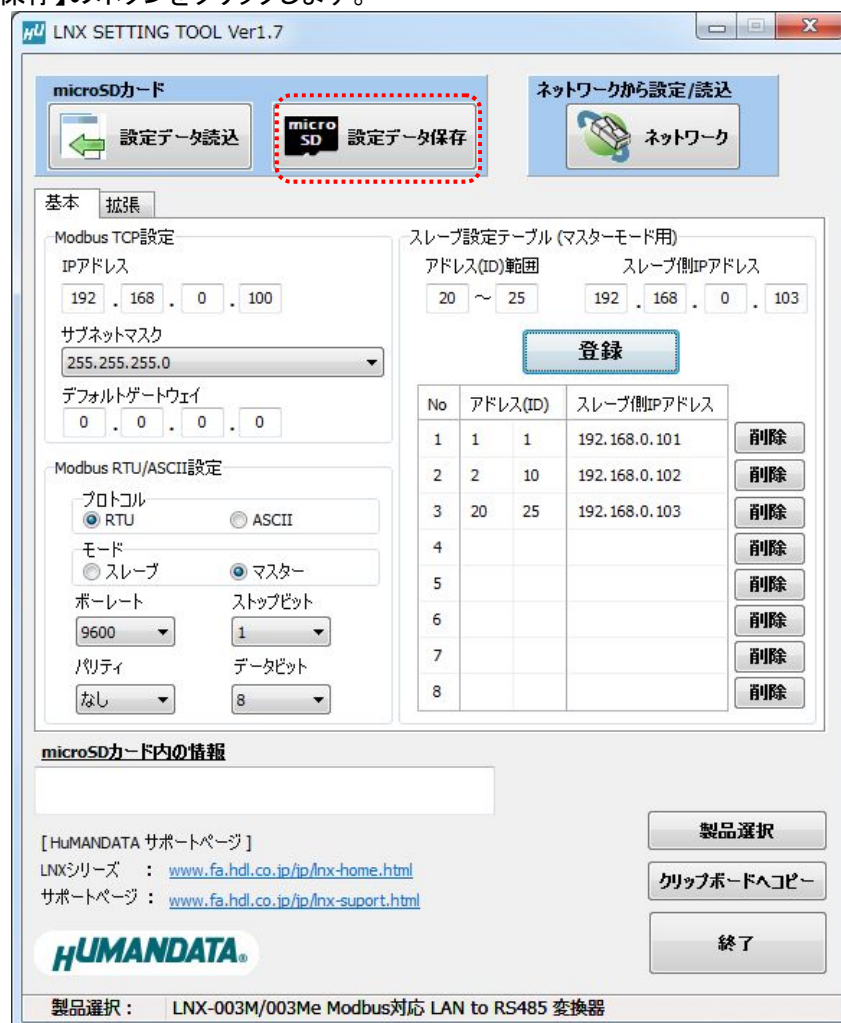 保存】のボタンをクリックします。
LNX SETTING TOOL Ver1.7
microSDカード
設定データ読込
micro
SD
設定データ保存
ネットワークから設定/読込
ネットワーク
基本 拡張
Modbus TCP設定
IPアドレス
192 . 168 . 0 . 100
サブネットマスク
255.255.255.0
デフォルトゲートウェイ
0 . 0 . 0 . 0
Modbus RTU/ASCII設定
プロトコル
RTU ASCII
モード
スレーブ マスター
ボーレート ストップビット
9600 1
パリティ データビット
なし 8
スレーブ設定テーブル (マスターモード用)
アドレス(ID)範囲 スレーブ側IPアドレス
20 ～ 25 192 . 168 . 0 . 103
登録
No アドレス(ID) スレーブ側IPアドレス
1 1 1 192.168.0.101 削除
2 2 10 192.168.0.102 削除
3 20 25 192.168.0.103 削除
4 削除
5 削除
6 削除
7 削除
8 削除
microSDカード内の情報
[ HuMANDATA サポートページ ]
LNXシリーズ : www.fa.hdl.co.jp/jp/lnx-home.html
サポートページ : www.fa.hdl.co.jp/jp/lnx-suport.html
HUMANDATA®
製品選択
クリップボードへコピー
終了
製品選択： LNX-003M/003Me Modbus対応 LAN to RS485 変換器